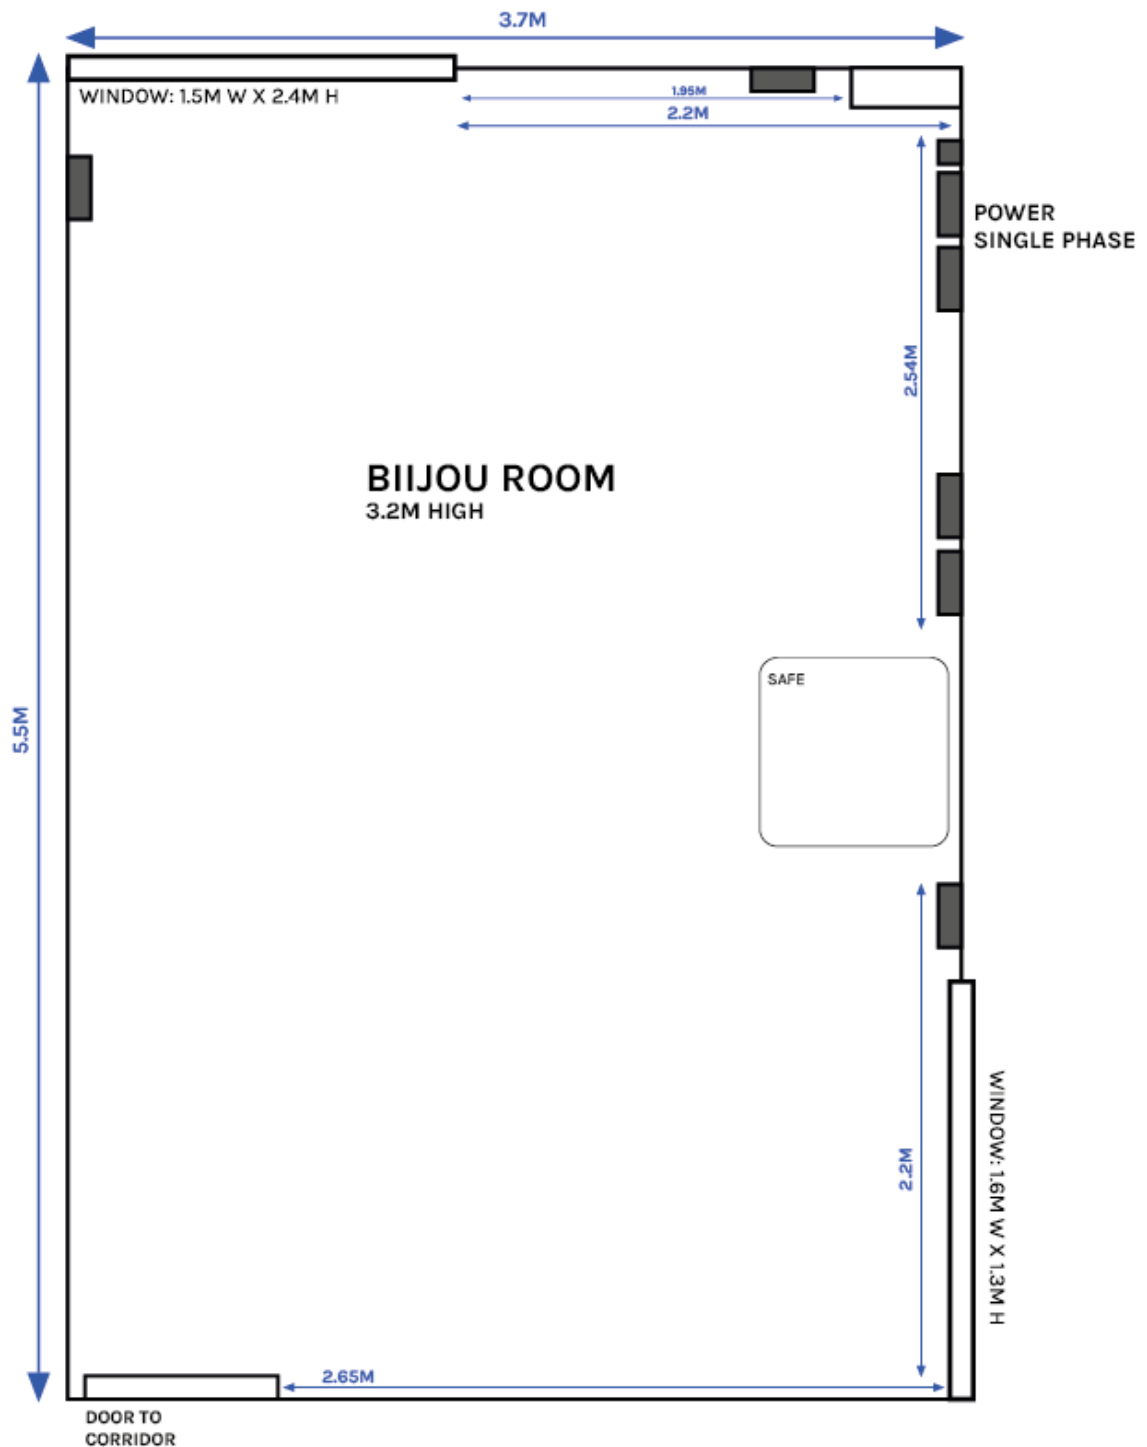 3.7M
WINDOW: 1.5M W X 2.4M H
1.95M
2.2M
POWER
SINGLE PHASE
2.54M
BIIJOU ROOM
3.2M HIGH
SAFE
5.5M
2.2M
WINDOW: 1.6M W X 1.3M H
2.65M
DOOR TO
CORRIDOR